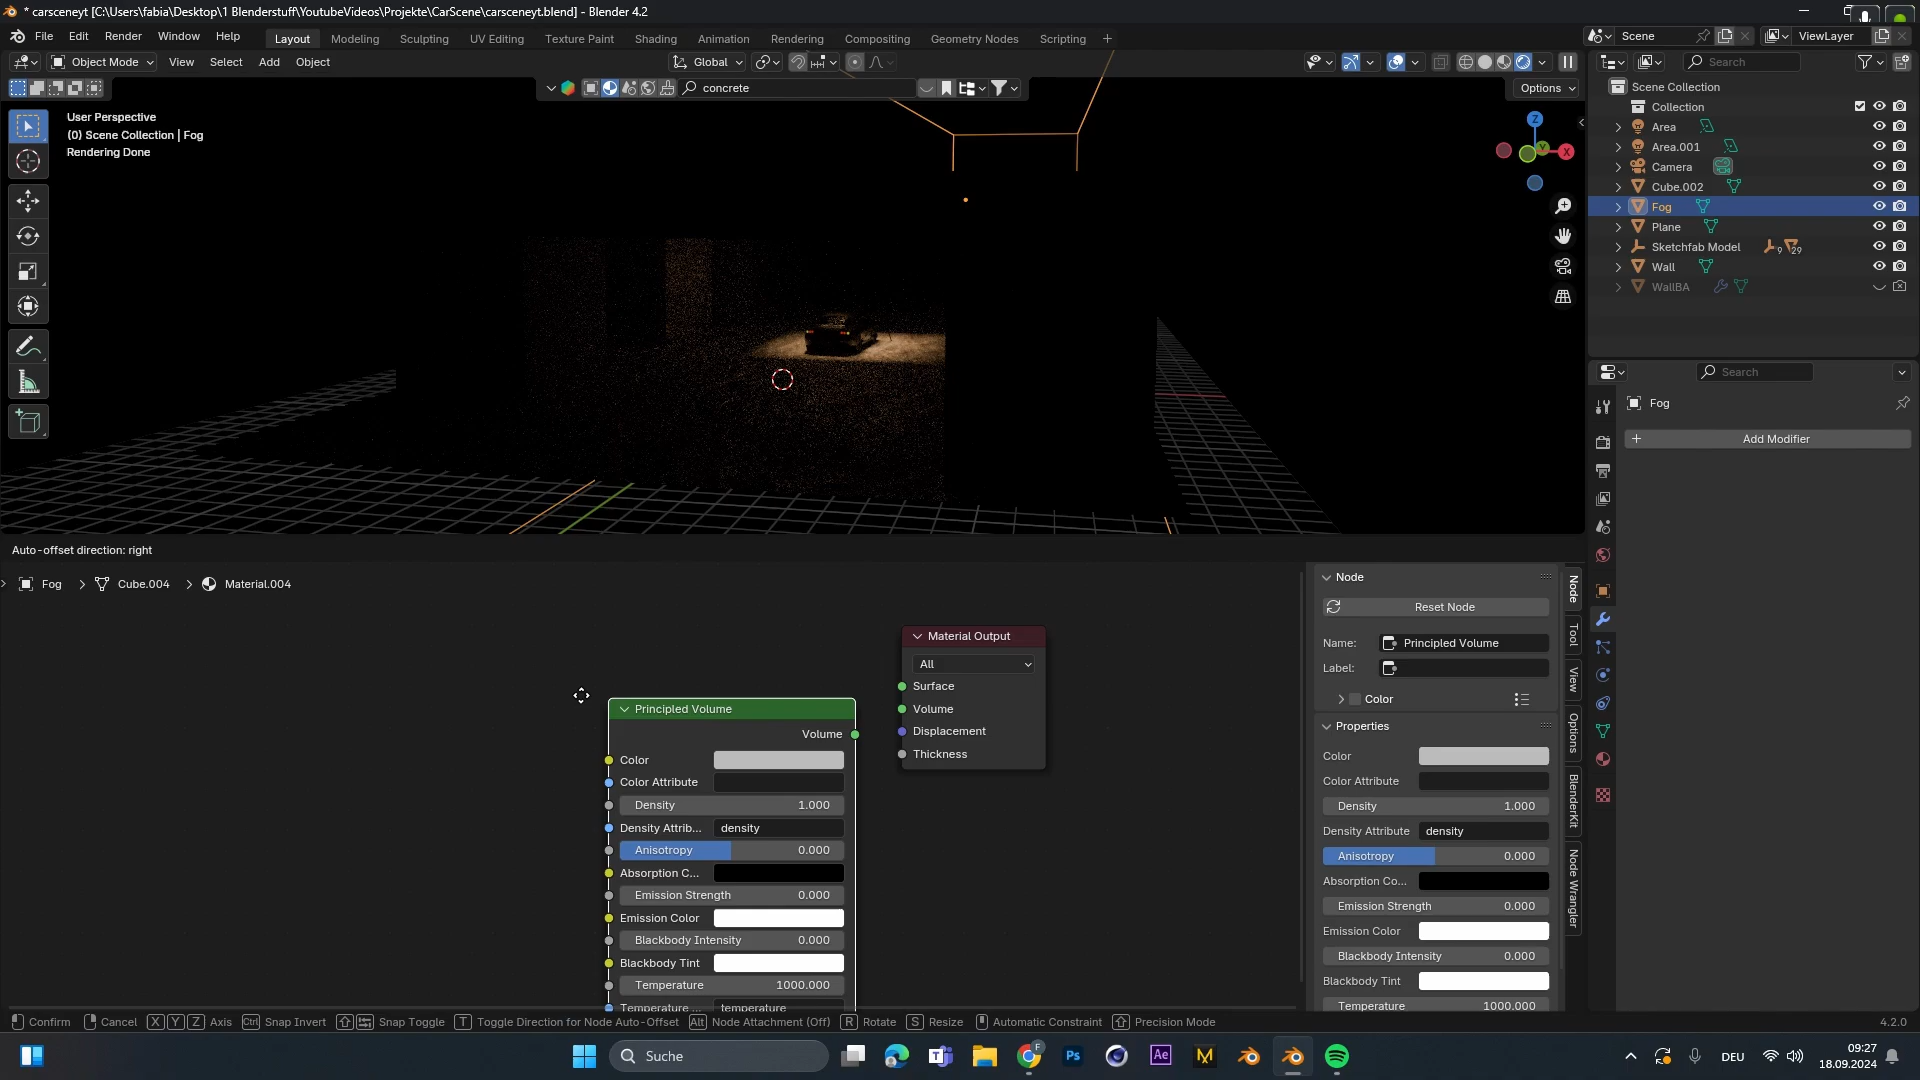 * carsceneyt [C:\Users\fabia\Desktop\1 Blenderstuff\YoutubeVideos\Projekte\CarScene\carsceneyt.blend] - Blender 4.2
File Edit Render Window Help Layout Modeling Sculpting UV Editing Texture Paint Shading Animation Rendering Compositing Geometry Nodes Scripting + Scene ViewLayer
Object Mode View Select Add Object Global Search
concrete Options
Scene Collection
Collection
Area
Area.001
Camera
Cube.002
Fog
Plane
Sketchfab Model 9 29
Wall
WallBA
User Perspective
(0) Scene Collection | Fog
Rendering Done
Z
Y
X
Search
Fog
+ Add Modifier
Auto-offset direction: right
Fog > Cube.004 > Material.004
Material Output
All
Surface
Volume
Displacement
Thickness
Principled Volume
Volume
Color
Color Attribute
Density 1.000
Density Attrib... density
Anisotropy 0.000
Absorption C...
Emission Strength 0.000
Emission Color
Blackbody Intensity 0.000
Blackbody Tint
Temperature 1000.000
Temperature ... temperature
Node
Reset Node
Name: Principled Volume
Label:
Color
Properties
Color
Color Attribute
Density 1.000
Density Attribute density
Anisotropy 0.000
Absorption Co...
Emission Strength 0.000
Emission Color
Blackbody Intensity 0.000
Blackbody Tint
Temperature 1000.000
Node
Tool
View
Options
BlenderKit
Node Wrangler
Confirm Cancel X Y Z Axis Ctrl Snap Invert Snap Toggle T Toggle Direction for Node Auto-Offset Alt Node Attachment (Off) R Rotate S Resize Automatic Constraint Precision Mode 4.2.0
Suche
F
Ps
Ae
M
DEU
09:27
18.09.2024